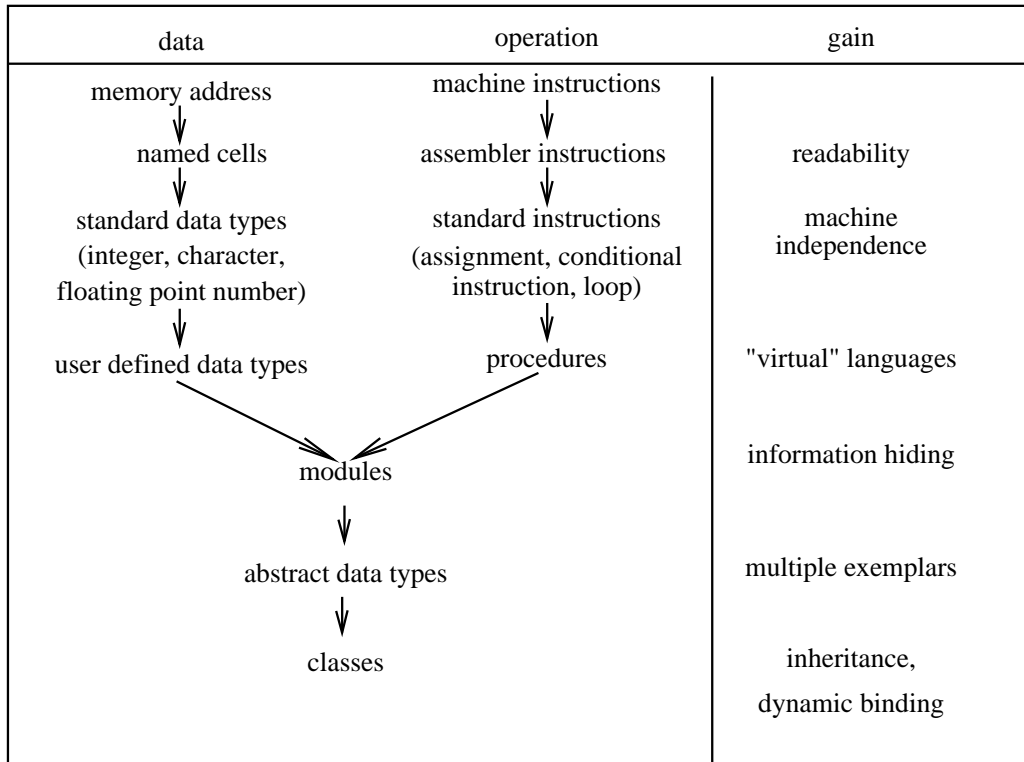 data operation gain
memory address machine instructions
named cells assembler instructions readability
standard data types standard instructions machine
(integer, character, (assignment, conditional independence
floating point number) instruction, loop)
user defined data types procedures "virtual" languages
modules information hiding
abstract data types multiple exemplars
classes inheritance,
dynamic binding